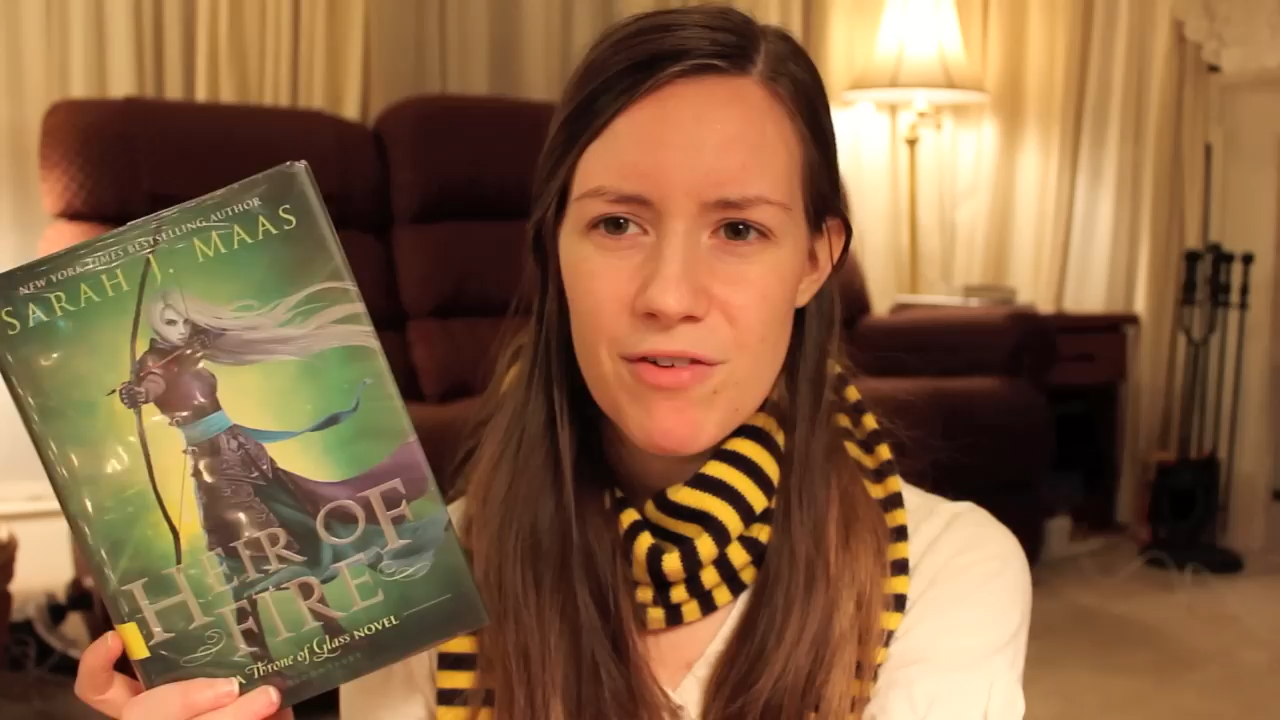 NEW YORK TIMES BESTSELLING AUTHOR
SARAH J. MAAS
HEIR OF
FIRE
A Throne of Glass NOVEL